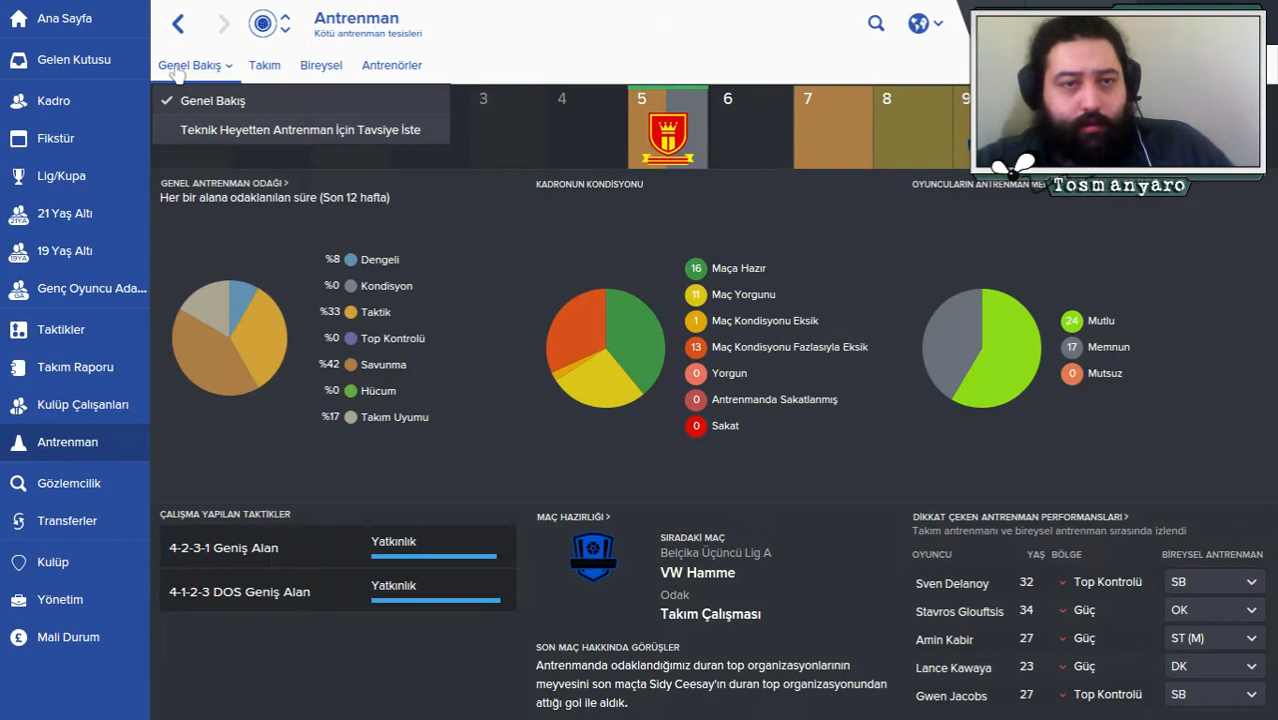 Ana Sayfa
Gelen Kutusu
Kadro
Fikstür
Lig/Kupa
21YA
21 Yaş Altı
19YA
19 Yaş Altı
GA
Genç Oyuncu Ada...
Taktikler
Takım Raporu
Kulüp Çalışanları
Antrenman
Gözlemcilik
Transferler
Kulüp
Yönetim
Mali Durum
Antrenman
Kötü antrenman tesisleri
Genel Bakış
Takım
Bireysel
Antrenörler
Genel Bakış
Teknik Heyetten Antrenman İçin Tavsiye İste
3 4 5 6 7 8 9
Tosmanyaro
GENEL ANTRENMAN ODAĞI >
Her bir alana odaklanılan süre (Son 12 hafta)
%8 Dengeli
%0 Kondisyon
%33 Taktik
%0 Top Kontrolü
%42 Savunma
%0 Hücum
%17 Takım Uyumu
KADRONUN KONDİSYONU
16 Maça Hazır
11 Maç Yorgunu
1 Maç Kondisyonu Eksik
13 Maç Kondisyonu Fazlasıyla Eksik
0 Yorgun
0 Antrenmanda Sakatlanmış
0 Sakat
OYUNCULARIN ANTRENMAN
24 Mutlu
17 Memnun
0 Mutsuz
ÇALIŞMA YAPILAN TAKTİKLER
4-2-3-1 Geniş Alan Yatkınlık
4-1-2-3 DOS Geniş Alan Yatkınlık
MAÇ HAZIRLIĞI >
SIRADAKİ MAÇ
Belçika Üçüncü Lig A
VW Hamme
Odak
Takım Çalışması
SON MAÇ HAKKINDA GÖRÜŞLER
Antrenmanda odaklandığımız duran top organizasyonlarının
meyvesini son maçta Sidy Ceesay'ın duran top organizasyonundan
attığı gol ile aldık.
DİKKAT ÇEKEN ANTRENMAN PERFORMANSLARI >
Takım antrenmanı ve bireysel antrenman sırasında izlendi
OYUNCU YAŞ BÖLGE BİREYSEL ANTRENMAN
Sven Delanoy 32 Top Kontrolü SB
Stavros Glouftsis 34 Güç OK
Amin Kabir 27 Güç ST (M)
Lance Kawaya 23 Güç DK
Gwen Jacobs 27 Top Kontrolü SB